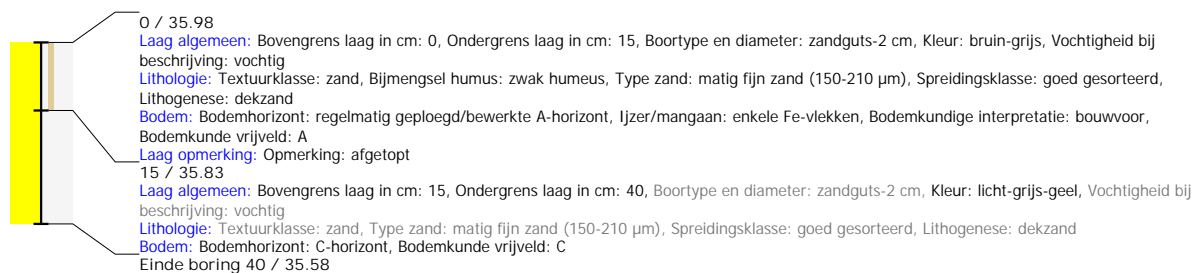 0 / 35.98
Laag algemeen: Bovengrens laag in cm: 0, Ondergrens laag in cm: 15, Boortype en diameter: zandguts-2 cm, Kleur: bruin-grijs, Vochtigheid bij
beschrijving: vochtig
Lithologie: Textuurklasse: zand, Bijmengsel humus: zwak humeus, Type zand: matig fijn zand (150-210 µm), Spreidingsklasse: goed gesorteerd,
Lithogenese: dekzand
Bodem: Bodemhorizont: regelmatig geploegd/bewerkte A-horizont, Ijzer/mangaan: enkele Fe-vlekken, Bodemkundige interpretatie: bouwvoor,
Bodemkunde vrijveld: A
Laag opmerking: Opmerking: afgetopt
15 / 35.83
Laag algemeen: Bovengrens laag in cm: 15, Ondergrens laag in cm: 40, Boortype en diameter: zandguts-2 cm, Kleur: licht-grijs-geel, Vochtigheid bij
beschrijving: vochtig
Lithologie: Textuurklasse: zand, Type zand: matig fijn zand (150-210 µm), Spreidingsklasse: goed gesorteerd, Lithogenese: dekzand
Bodem: Bodemhorizont: C-horizont, Bodemkunde vrijveld: C
Einde boring 40 / 35.58